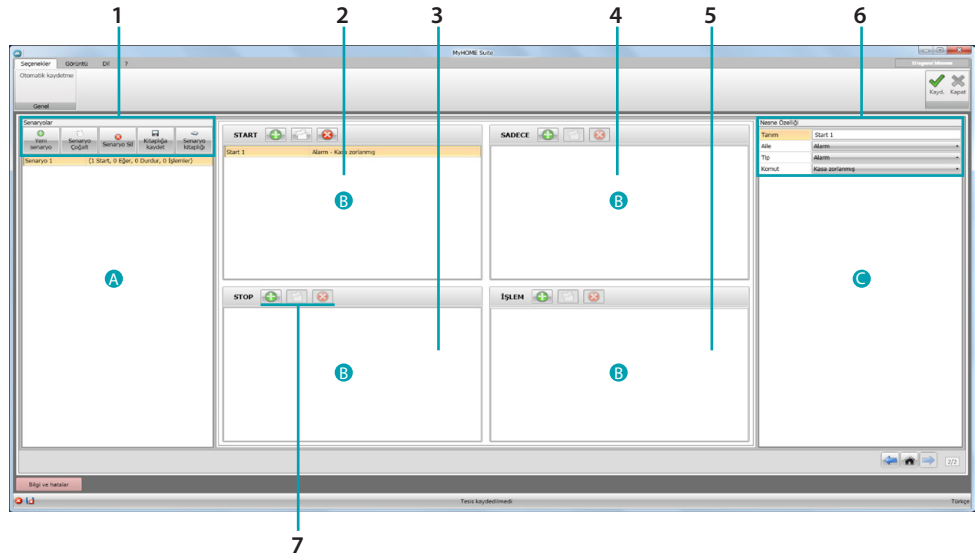 1 2 3 4 5 6
MyHOME Suite
Seçenekler Görüntü Dil ?
Otomatik kaydetme
Genel
Kayd. Kapat
Senaryolar
Yeni senaryo
Senaryo Çoğalt
Senaryo Sil
Kitaplığa kaydet
Senaryo kitaplığı
Senaryo 1 (1 Start, 0 Eğer, 0 Durdur, 0 İşlemler)
A
START
Start 1 Alarm - Kasa zorlanmış
B
SADECE
B
STOP
B
İŞLEM
B
Nesne Özelliği
Tanım Start 1
Aile Alarm
Tip Alarm
Komut Kasa zorlanmış
C
2/2
Bilgi ve hatalar
Tesis kaydedilmedi
Türkçe
7